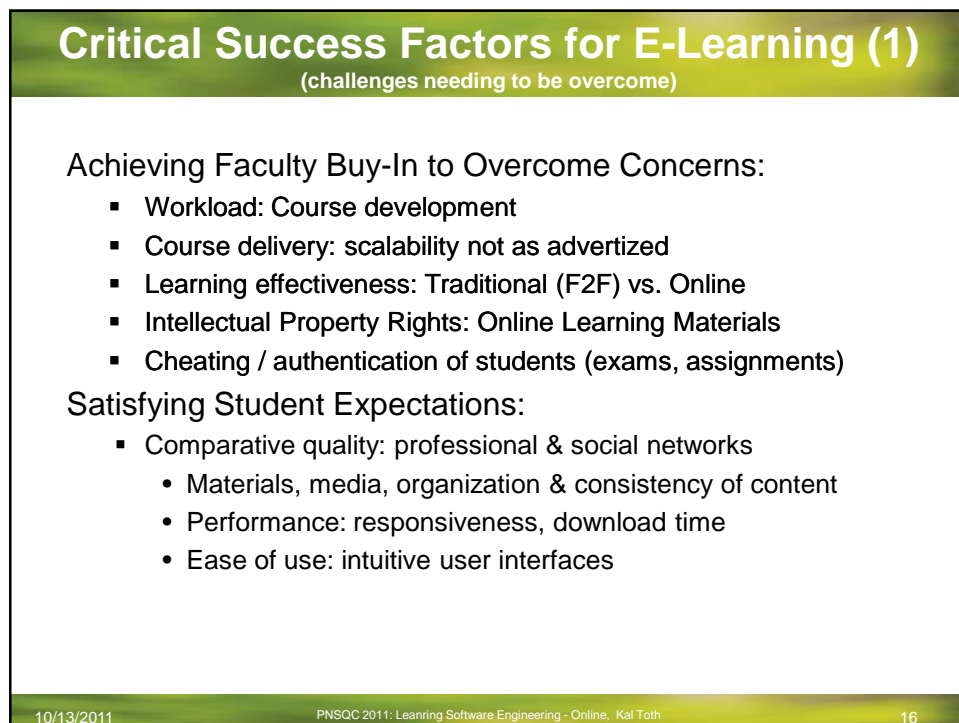 Critical Success Factors for E-Learning (1)
(challenges needing to be overcome)
Achieving Faculty Buy-In to Overcome Concerns:
▪ Workload: Course development
▪ Course delivery: scalability not as advertized
▪ Learning effectiveness: Traditional (F2F) vs. Online
▪ Intellectual Property Rights: Online Learning Materials
▪ Cheating / authentication of students (exams, assignments)
Satisfying Student Expectations:
▪ Comparative quality: professional & social networks
• Materials, media, organization & consistency of content
• Performance: responsiveness, download time
• Ease of use: intuitive user interfaces
10/13/2011 PNSQC 2011: Leanring Software Engineering - Online, Kal Toth 16